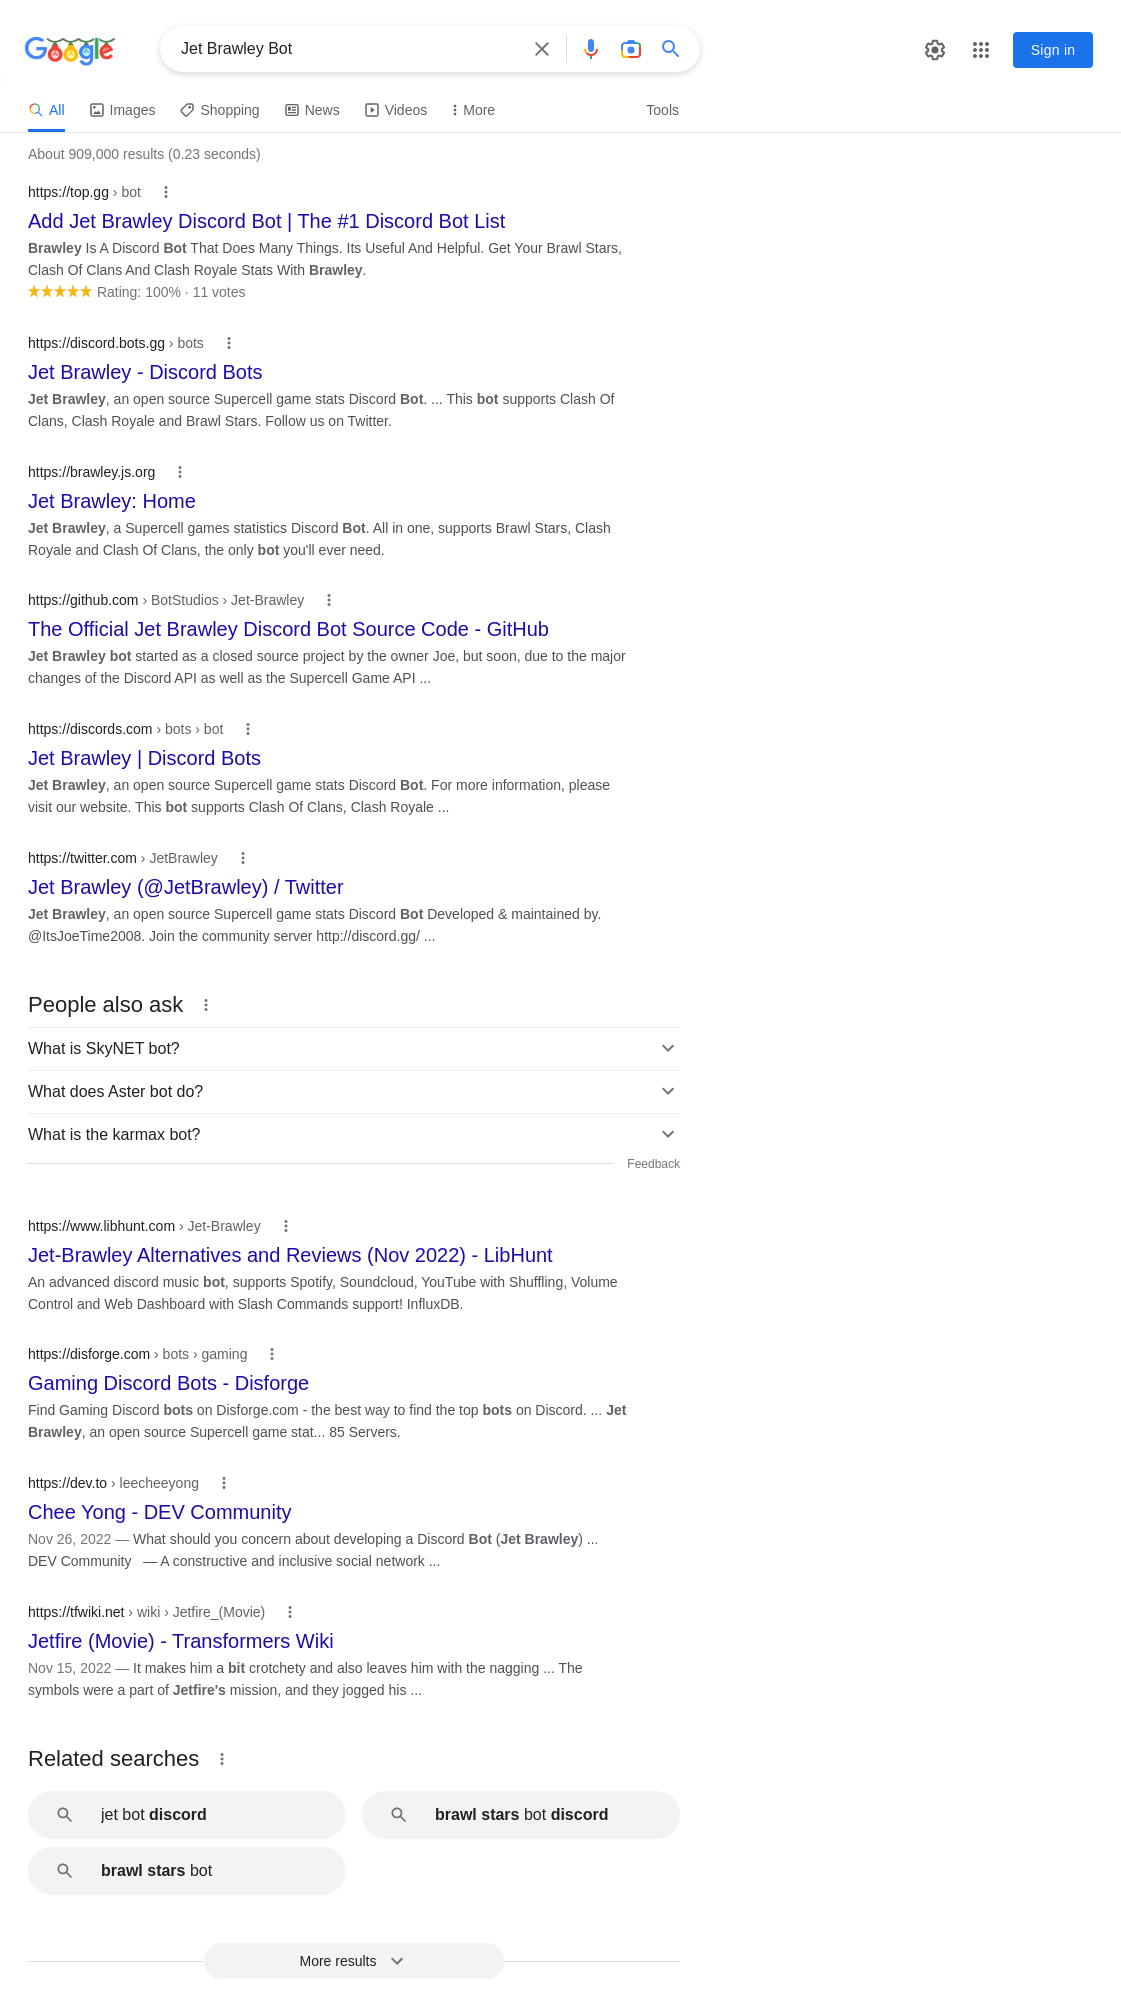 Google
Jet Brawley Bot
Sign in
All Images Shopping News Videos More Tools
About 909,000 results (0.23 seconds)
https://top.gg › bot
Add Jet Brawley Discord Bot | The #1 Discord Bot List
Brawley Is A Discord Bot That Does Many Things. Its Useful And Helpful. Get Your Brawl Stars,
Clash Of Clans And Clash Royale Stats With Brawley.
Rating: 100% · 11 votes
https://discord.bots.gg › bots
Jet Brawley - Discord Bots
Jet Brawley, an open source Supercell game stats Discord Bot. ... This bot supports Clash Of
Clans, Clash Royale and Brawl Stars. Follow us on Twitter.
https://brawley.js.org
Jet Brawley: Home
Jet Brawley, a Supercell games statistics Discord Bot. All in one, supports Brawl Stars, Clash
Royale and Clash Of Clans, the only bot you'll ever need.
https://github.com › BotStudios › Jet-Brawley
The Official Jet Brawley Discord Bot Source Code - GitHub
Jet Brawley bot started as a closed source project by the owner Joe, but soon, due to the major
changes of the Discord API as well as the Supercell Game API ...
https://discords.com › bots › bot
Jet Brawley | Discord Bots
Jet Brawley, an open source Supercell game stats Discord Bot. For more information, please
visit our website. This bot supports Clash Of Clans, Clash Royale ...
https://twitter.com › JetBrawley
Jet Brawley (@JetBrawley) / Twitter
Jet Brawley, an open source Supercell game stats Discord Bot Developed & maintained by.
@ItsJoeTime2008. Join the community server http://discord.gg/ ...
People also ask
What is SkyNET bot?
What does Aster bot do?
What is the karmax bot?
Feedback
https://www.libhunt.com › Jet-Brawley
Jet-Brawley Alternatives and Reviews (Nov 2022) - LibHunt
An advanced discord music bot, supports Spotify, Soundcloud, YouTube with Shuffling, Volume
Control and Web Dashboard with Slash Commands support! InfluxDB.
https://disforge.com › bots › gaming
Gaming Discord Bots - Disforge
Find Gaming Discord bots on Disforge.com - the best way to find the top bots on Discord. ... Jet
Brawley, an open source Supercell game stat... 85 Servers.
https://dev.to › leecheeyong
Chee Yong - DEV Community
Nov 26, 2022 — What should you concern about developing a Discord Bot (Jet Brawley) ...
DEV Community — A constructive and inclusive social network ...
https://tfwiki.net › wiki › Jetfire_(Movie)
Jetfire (Movie) - Transformers Wiki
Nov 15, 2022 — It makes him a bit crotchety and also leaves him with the nagging ... The
symbols were a part of Jetfire's mission, and they jogged his ...
Related searches
jet bot discord
brawl stars bot discord
brawl stars bot
More results